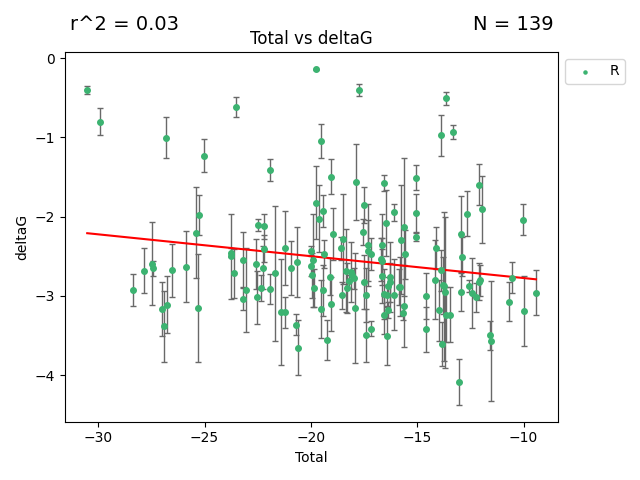 r^2 = 0.03 N = 139
Total vs deltaG
R
deltaG
0
−1
−2
−3
−4
−30 −25 −20 −15 −10
Total